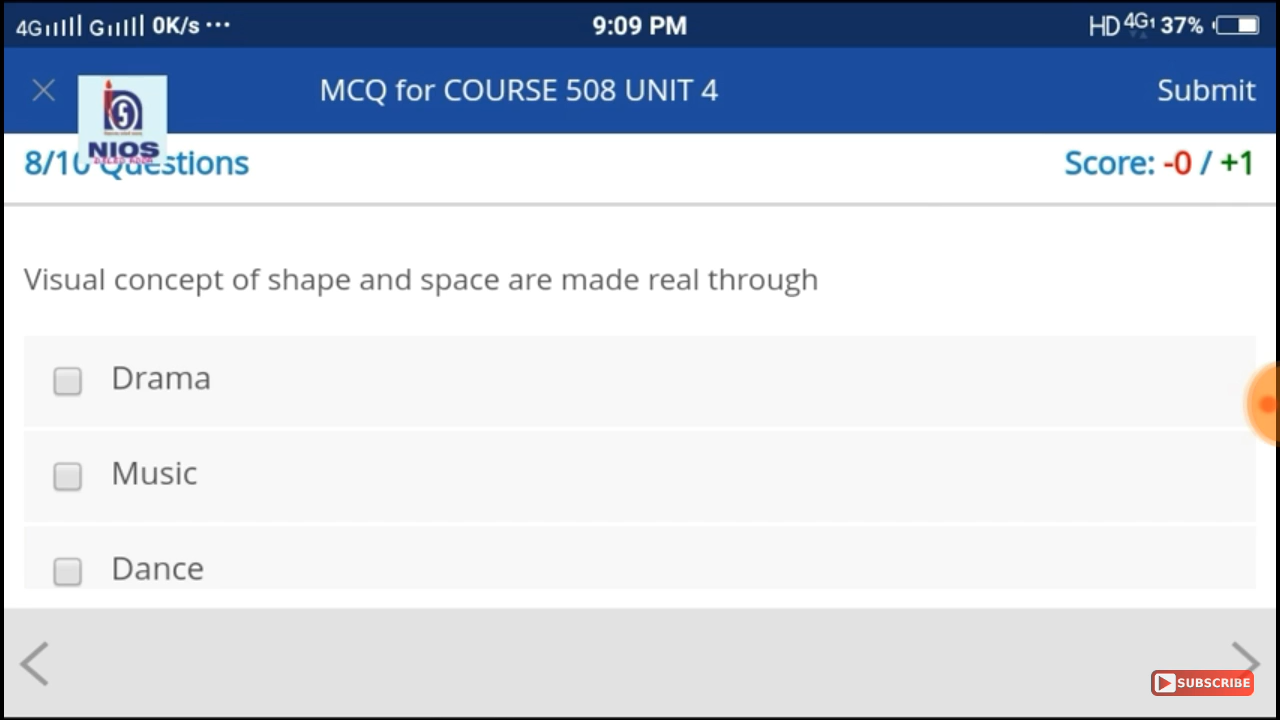 4G G 0K/s ... 9:09 PM HD 4G 37%
MCQ for COURSE 508 UNIT 4 Submit
NIOS
8/10 Questions Score: -0 / +1
Visual concept of shape and space are made real through
Drama
Music
Dance
SUBSCRIBE